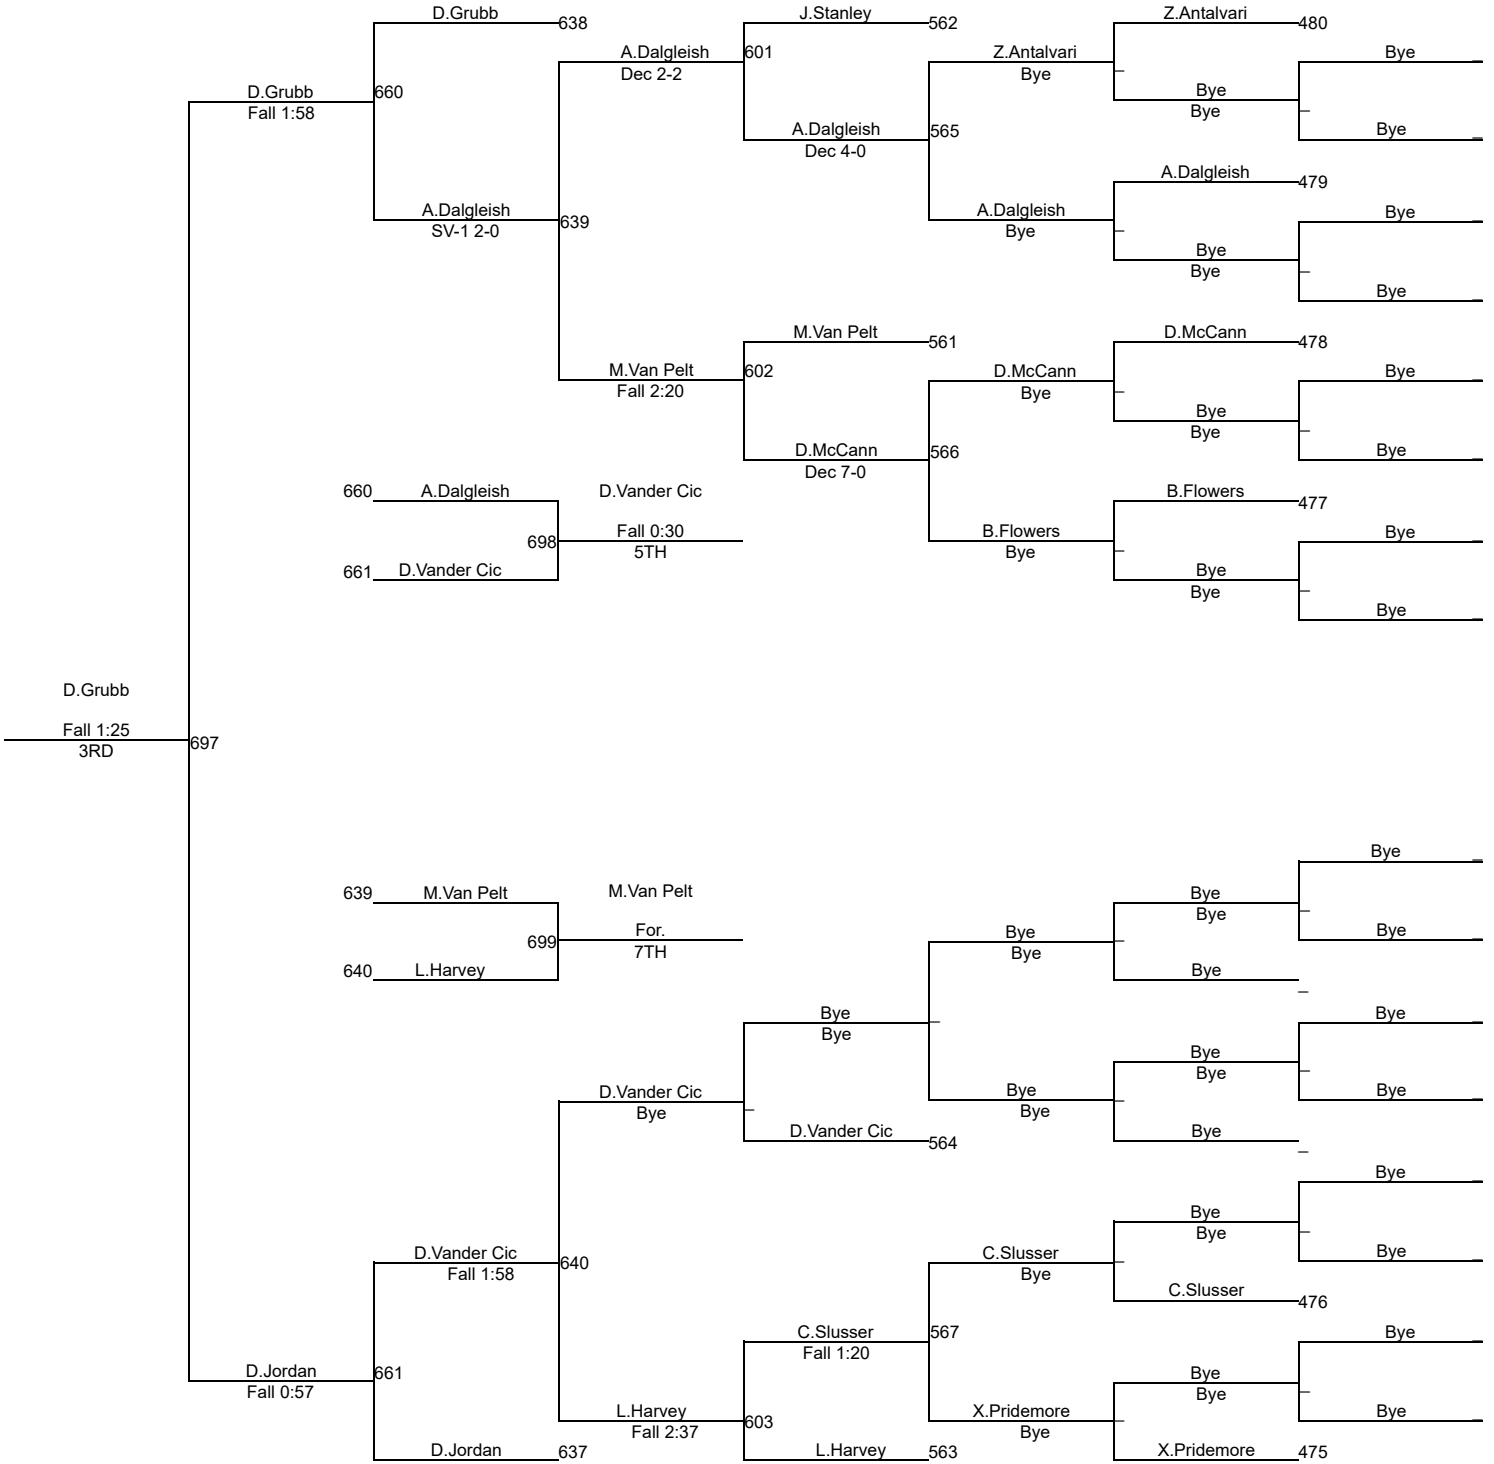 D.Grubb
638
J.Stanley
562
Z.Antalvari
480
A.Dalgleish
Dec 2-2
601
Z.Antalvari
Bye
Bye
D.Grubb
Fall 1:58
660
Bye
Bye
A.Dalgleish
Dec 4-0
565
Bye
A.Dalgleish
479
A.Dalgleish
SV-1 2-0
639
A.Dalgleish
Bye
Bye
Bye
Bye
Bye
M.Van Pelt
561
D.McCann
478
M.Van Pelt
Fall 2:20
602
D.McCann
Bye
Bye
Bye
Bye
D.McCann
Dec 7-0
566
Bye
660
A.Dalgleish
D.Vander Cic
B.Flowers
477
698
Fall 0:30
5TH
B.Flowers
Bye
Bye
661
D.Vander Cic
Bye
Bye
Bye
D.Grubb
Fall 1:25
3RD
697
Bye
639
M.Van Pelt
M.Van Pelt
Bye
Bye
699
For.
7TH
Bye
Bye
Bye
640
L.Harvey
Bye
Bye
Bye
Bye
Bye
Bye
D.Vander Cic
Bye
Bye
Bye
Bye
D.Vander Cic
564
Bye
Bye
Bye
Bye
D.Vander Cic
Fall 1:58
640
C.Slusser
Bye
Bye
C.Slusser
476
C.Slusser
Fall 1:20
567
Bye
D.Jordan
Fall 0:57
661
Bye
Bye
L.Harvey
Fall 2:37
603
X.Pridemore
Bye
Bye
D.Jordan
637
L.Harvey
563
X.Pridemore
475